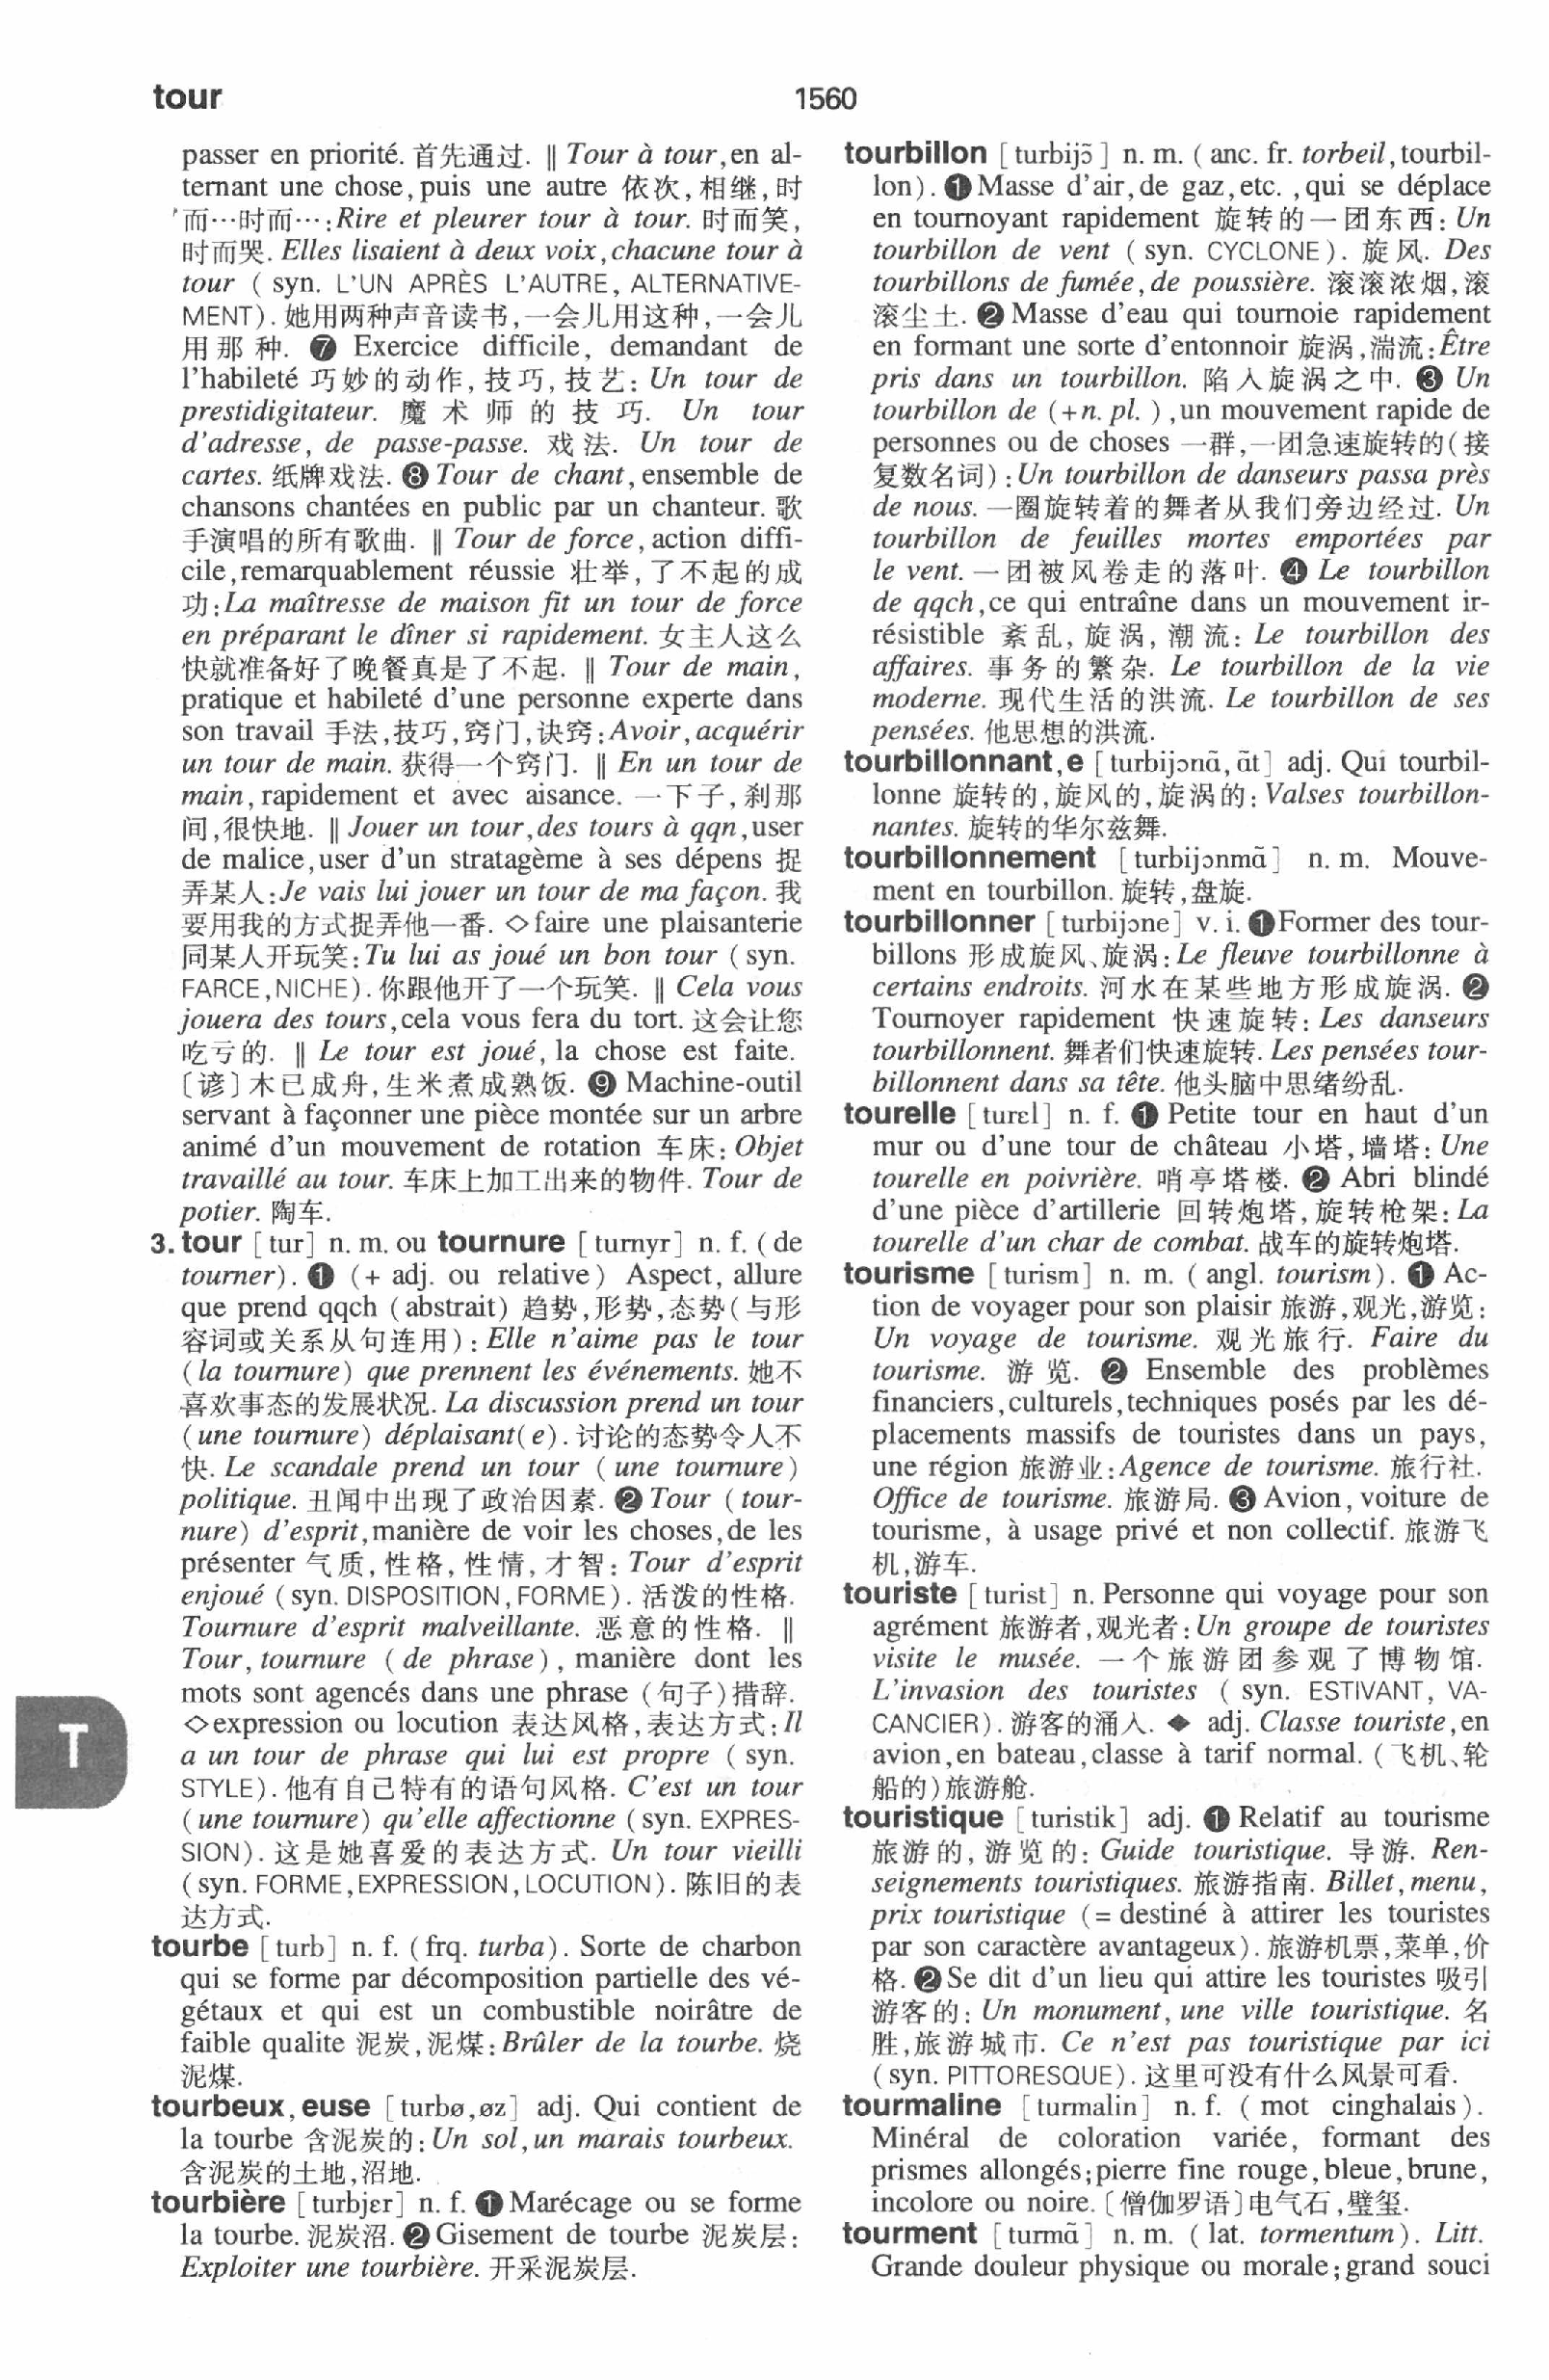 tour
1560
passer en priorité. 首先通过. ‖ Tour à tour, en al-
ternant une chose, puis une autre 依次, 相继, 时
而…时而…: Rire et pleurer tour à tour. 时而笑,
时而哭. Elles lisaient à deux voix, chacune tour à
tour ( syn. L'UN APRÈS L'AUTRE, ALTERNATIVE-
MENT). 她用两种声音读书, 一会儿用这种, 一会儿
用那种. ❼ Exercice difficile, demandant de
l'habileté 巧妙的动作, 技巧, 技艺: Un tour de
prestidigitateur. 魔术师的技巧. Un tour
d'adresse, de passe-passe. 戏法. Un tour de
cartes. 纸牌戏法. ❽ Tour de chant, ensemble de
chansons chantées en public par un chanteur. 歌
手演唱的所有歌曲. ‖ Tour de force, action diffi-
cile, remarquablement réussie 壮举, 了不起的成
功: La maîtresse de maison fit un tour de force
en préparant le dîner si rapidement. 女主人这么
快就准备好了晚餐真是了不起. ‖ Tour de main,
pratique et habileté d'une personne experte dans
son travail 手法, 技巧, 窍门, 诀窍: Avoir, acquérir
un tour de main. 获得一个窍门. ‖ En un tour de
main, rapidement et avec aisance. 一下子, 刹那
间, 很快地. ‖ Jouer un tour, des tours à qqn, user
de malice, user d'un stratagème à ses dépens 捉
弄某人: Je vais lui jouer un tour de ma façon. 我
要用我的方式捉弄他一番. ◇faire une plaisanterie
同某人开玩笑: Tu lui as joué un bon tour ( syn.
FARCE, NICHE). 你跟他开了一个玩笑. ‖ Cela vous
jouera des tours, cela vous fera du tort. 这会让您
吃亏的. ‖ Le tour est joué, la chose est faite.
〔谚〕木已成舟, 生米煮成熟饭. ❾ Machine-outil
servant à façonner une pièce montée sur un arbre
animé d'un mouvement de rotation 车床: Objet
travaillé au tour. 车床上加工出来的物件. Tour de
potier. 陶车.
3. tour [tur] n. m. ou tournure [turnyr] n. f. (de
tourner). ❶ (+ adj. ou relative) Aspect, allure
que prend qqch (abstrait) 趋势, 形势, 态势(与形
容词或关系从句连用): Elle n'aime pas le tour
(la tournure) que prennent les événements. 她不
喜欢事态的发展状况. La discussion prend un tour
(une tournure) déplaisant(e). 讨论的态势令人不
快. Le scandale prend un tour (une tournure)
politique. 丑闻中出现了政治因素. ❷ Tour (tour-
nure) d'esprit, manière de voir les choses, de les
présenter 气质, 性格, 性情, 才智: Tour d'esprit
enjoué (syn. DISPOSITION, FORME). 活泼的性格.
Tournure d'esprit malveillante. 恶意的性格. ‖
Tour, tournure (de phrase), manière dont les
mots sont agencés dans une phrase (句子)措辞.
◇expression ou locution 表达风格, 表达方式: Il
a un tour de phrase qui lui est propre (syn.
STYLE). 他有自己特有的语句风格. C'est un tour
(une tournure) qu'elle affectionne (syn. EXPRES-
SION). 这是她喜爱的表达方式. Un tour vieilli
(syn. FORME, EXPRESSION, LOCUTION). 陈旧的表
达方式.
T
tourbe [turb] n. f. (frq. turba). Sorte de charbon
qui se forme par décomposition partielle des vé-
gétaux et qui est un combustible noirâtre de
faible qualite 泥炭, 泥煤: Brûler de la tourbe. 烧
泥煤.
tourbeux, euse [turbø, øz] adj. Qui contient de
la tourbe 含泥炭的: Un sol, un marais tourbeux.
含泥炭的土地, 沼地.
tourbière [turbjɛr] n. f. ❶ Marécage ou se forme
la tourbe. 泥炭沼. ❷ Gisement de tourbe 泥炭层:
Exploiter une tourbière. 开采泥炭层.
tourbillon [turbijɔ̃] n. m. (anc. fr. torbeil, tourbil-
lon). ❶ Masse d'air, de gaz, etc., qui se déplace
en tournoyant rapidement 旋转的一团东西: Un
tourbillon de vent (syn. CYCLONE). 旋风. Des
tourbillons de fumée, de poussière. 滚滚浓烟, 滚
滚尘土. ❷ Masse d'eau qui tournoie rapidement
en formant une sorte d'entonnoir 旋涡, 湍流: Être
pris dans un tourbillon. 陷入旋涡之中. ❸ Un
tourbillon de (+n. pl.), un mouvement rapide de
personnes ou de choses 一群, 一团急速旋转的(接
复数名词): Un tourbillon de danseurs passa près
de nous. 一圈旋转着的舞者从我们旁边经过. Un
tourbillon de feuilles mortes emportées par
le vent. 一团被风卷走的落叶. ❹ Le tourbillon
de qqch, ce qui entraîne dans un mouvement ir-
résistible 紊乱, 旋涡, 潮流: Le tourbillon des
affaires. 事务的繁杂. Le tourbillon de la vie
moderne. 现代生活的洪流. Le tourbillon de ses
pensées. 他思想的洪流.
tourbillonnant, e [turbijɔnɑ̃, ɑ̃t] adj. Qui tourbil-
lonne 旋转的, 旋风的, 旋涡的: Valses tourbillon-
nantes. 旋转的华尔兹舞.
tourbillonnement [turbijɔnmɑ̃] n. m. Mouve-
ment en tourbillon. 旋转, 盘旋.
tourbillonner [turbijɔne] v. i. ❶ Former des tour-
billons 形成旋风、旋涡: Le fleuve tourbillonne à
certains endroits. 河水在某些地方形成旋涡. ❷
Tournoyer rapidement 快速旋转: Les danseurs
tourbillonnent. 舞者们快速旋转. Les pensées tour-
billonnent dans sa tête. 他头脑中思绪纷乱.
tourelle [turɛl] n. f. ❶ Petite tour en haut d'un
mur ou d'une tour de château 小塔, 墙塔: Une
tourelle en poivrière. 哨亭塔楼. ❷ Abri blindé
d'une pièce d'artillerie 回转炮塔, 旋转枪架: La
tourelle d'un char de combat. 战车的旋转炮塔.
tourisme [turism] n. m. (angl. tourism). ❶ Ac-
tion de voyager pour son plaisir 旅游, 观光, 游览:
Un voyage de tourisme. 观光旅行. Faire du
tourisme. 游览. ❷ Ensemble des problèmes
financiers, culturels, techniques posés par les dé-
placements massifs de touristes dans un pays,
une région 旅游业: Agence de tourisme. 旅行社.
Office de tourisme. 旅游局. ❸ Avion, voiture de
tourisme, à usage privé et non collectif. 旅游飞
机, 游车.
touriste [turist] n. Personne qui voyage pour son
agrément 旅游者, 观光者: Un groupe de touristes
visite le musée. 一个旅游团参观了博物馆.
L'invasion des touristes (syn. ESTIVANT, VA-
CANCIER). 游客的涌入. ◆ adj. Classe touriste, en
avion, en bateau, classe à tarif normal. (飞机、轮
船的)旅游舱.
touristique [turistik] adj. ❶ Relatif au tourisme
旅游的, 游览的: Guide touristique. 导游. Ren-
seignements touristiques. 旅游指南. Billet, menu,
prix touristique (= destiné à attirer les touristes
par son caractère avantageux). 旅游机票, 菜单, 价
格. ❷ Se dit d'un lieu qui attire les touristes 吸引
游客的: Un monument, une ville touristique. 名
胜, 旅游城市. Ce n'est pas touristique par ici
(syn. PITTORESQUE). 这里可没有什么风景可看.
tourmaline [turmalin] n. f. (mot cinghalais).
Minéral de coloration variée, formant des
prismes allongés; pierre fine rouge, bleue, brune,
incolore ou noire. 〔僧伽罗语〕电气石, 璧玺.
tourment [turmɑ̃] n. m. (lat. tormentum). Litt.
Grande douleur physique ou morale; grand souci